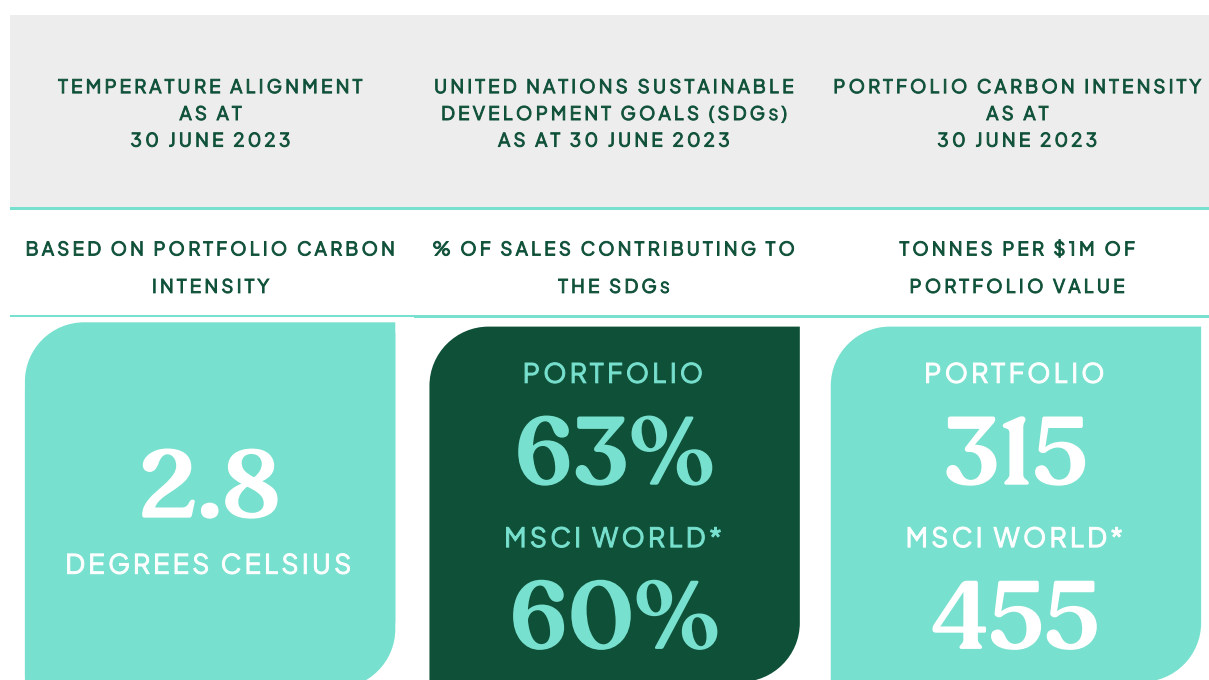 TEMPERATURE ALIGNMENT
AS AT
30 JUNE 2023
UNITED NATIONS SUSTAINABLE
DEVELOPMENT GOALS (SDGs)
AS AT 30 JUNE 2023
PORTFOLIO CARBON INTENSITY
AS AT
30 JUNE 2023
BASED ON PORTFOLIO CARBON
INTENSITY
% OF SALES CONTRIBUTING TO
THE SDGs
TONNES PER $1M OF
PORTFOLIO VALUE
2.8
DEGREES CELSIUS
PORTFOLIO
63%
MSCI WORLD*
60%
PORTFOLIO
315
MSCI WORLD*
455